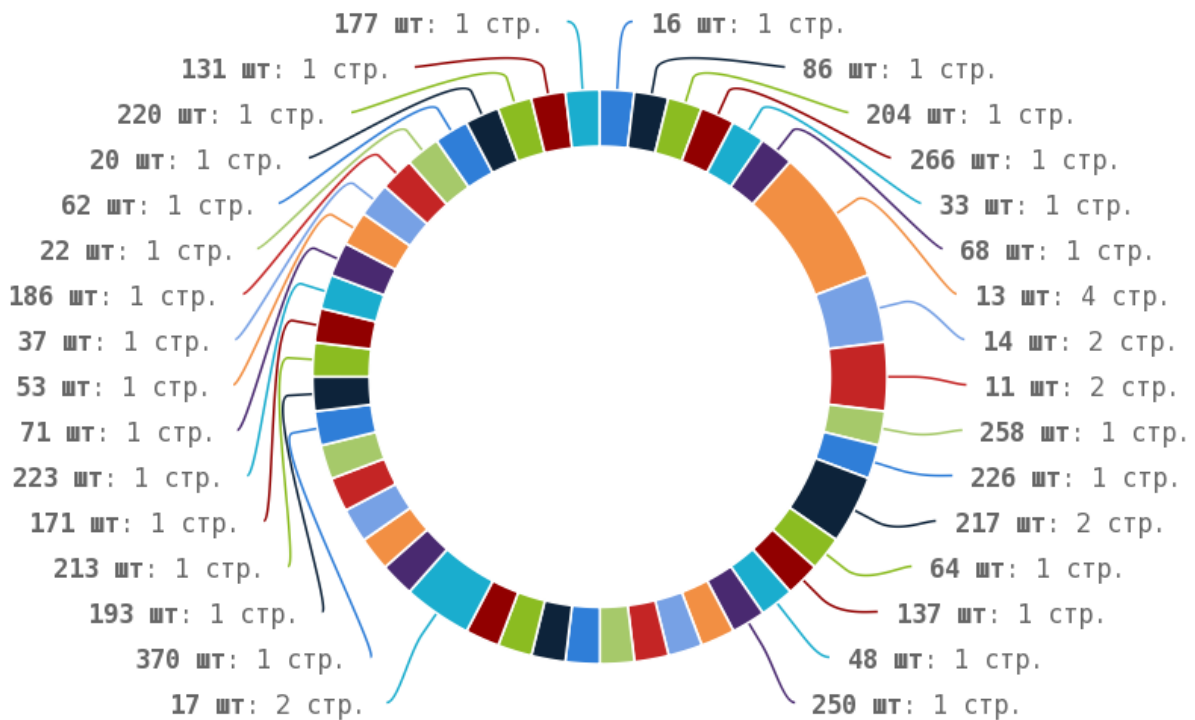 177 шт: 1 стр.
16 шт: 1 стр.
131 шт: 1 стр.
86 шт: 1 стр.
220 шт: 1 стр.
204 шт: 1 стр.
20 шт: 1 стр.
266 шт: 1 стр.
62 шт: 1 стр.
33 шт: 1 стр.
22 шт: 1 стр.
68 шт: 1 стр.
186 шт: 1 стр.
13 шт: 4 стр.
37 шт: 1 стр.
14 шт: 2 стр.
53 шт: 1 стр.
11 шт: 2 стр.
71 шт: 1 стр.
258 шт: 1 стр.
223 шт: 1 стр.
226 шт: 1 стр.
171 шт: 1 стр.
217 шт: 2 стр.
213 шт: 1 стр.
64 шт: 1 стр.
193 шт: 1 стр.
137 шт: 1 стр.
370 шт: 1 стр.
48 шт: 1 стр.
17 шт: 2 стр.
250 шт: 1 стр.